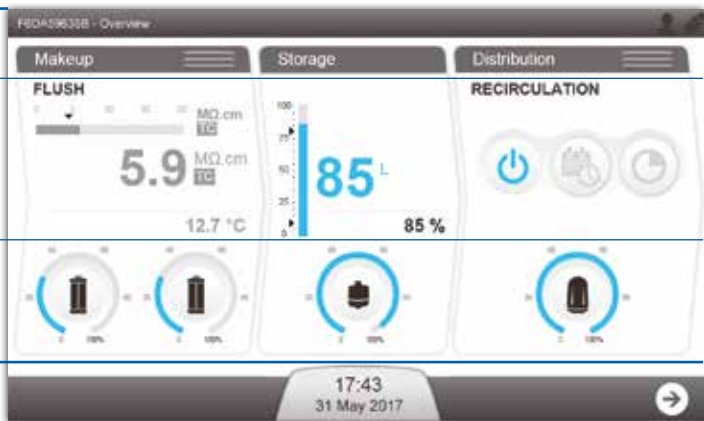 F6DA59635B - Overview
Makeup
Storage
Distribution
FLUSH
MΩ.cm
TC
5.9 MΩ.cm
TC
12.7 °C
100
75
50
25
0
85 L
85 %
RECIRCULATION
0 100%
0 100%
0 100%
0 100%
17:43
31 May 2017